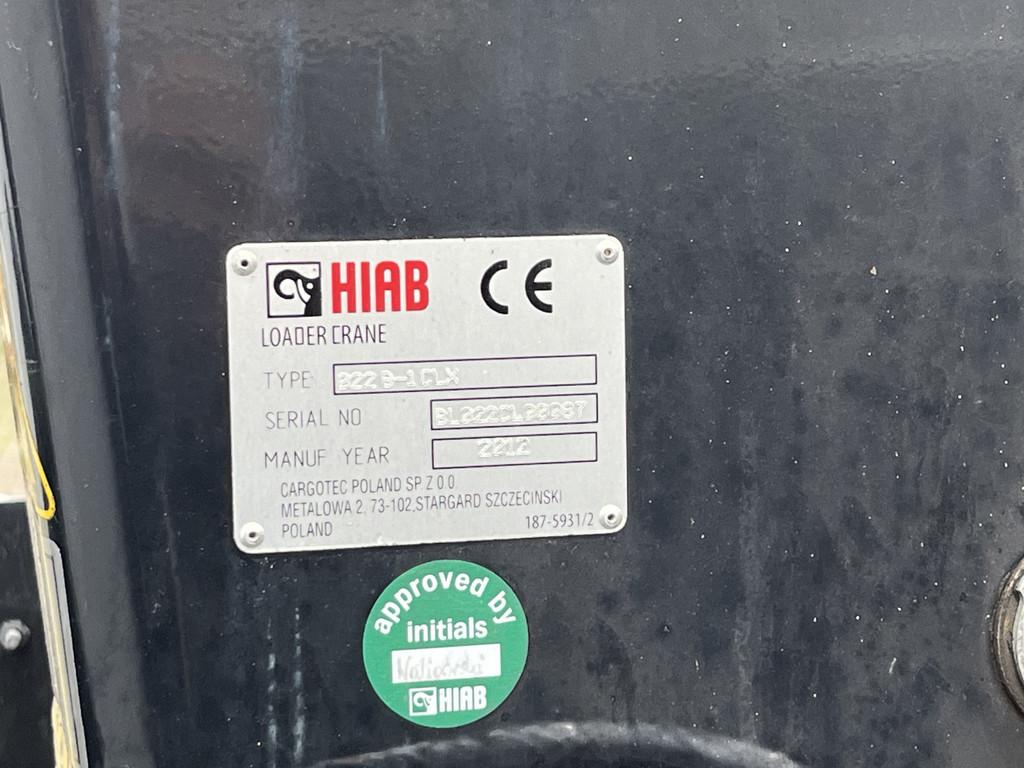 HIAB CE
LOADER CRANE
TYPE 222 B-1 CLX
SERIAL NO
MANUF YEAR 2012
CARGOTEC POLAND SP. Z O.O.
METALOWA 2, 73-102, STARGARD SZCZECINSKI
POLAND 187-5931/2
approved by
initials
HIAB